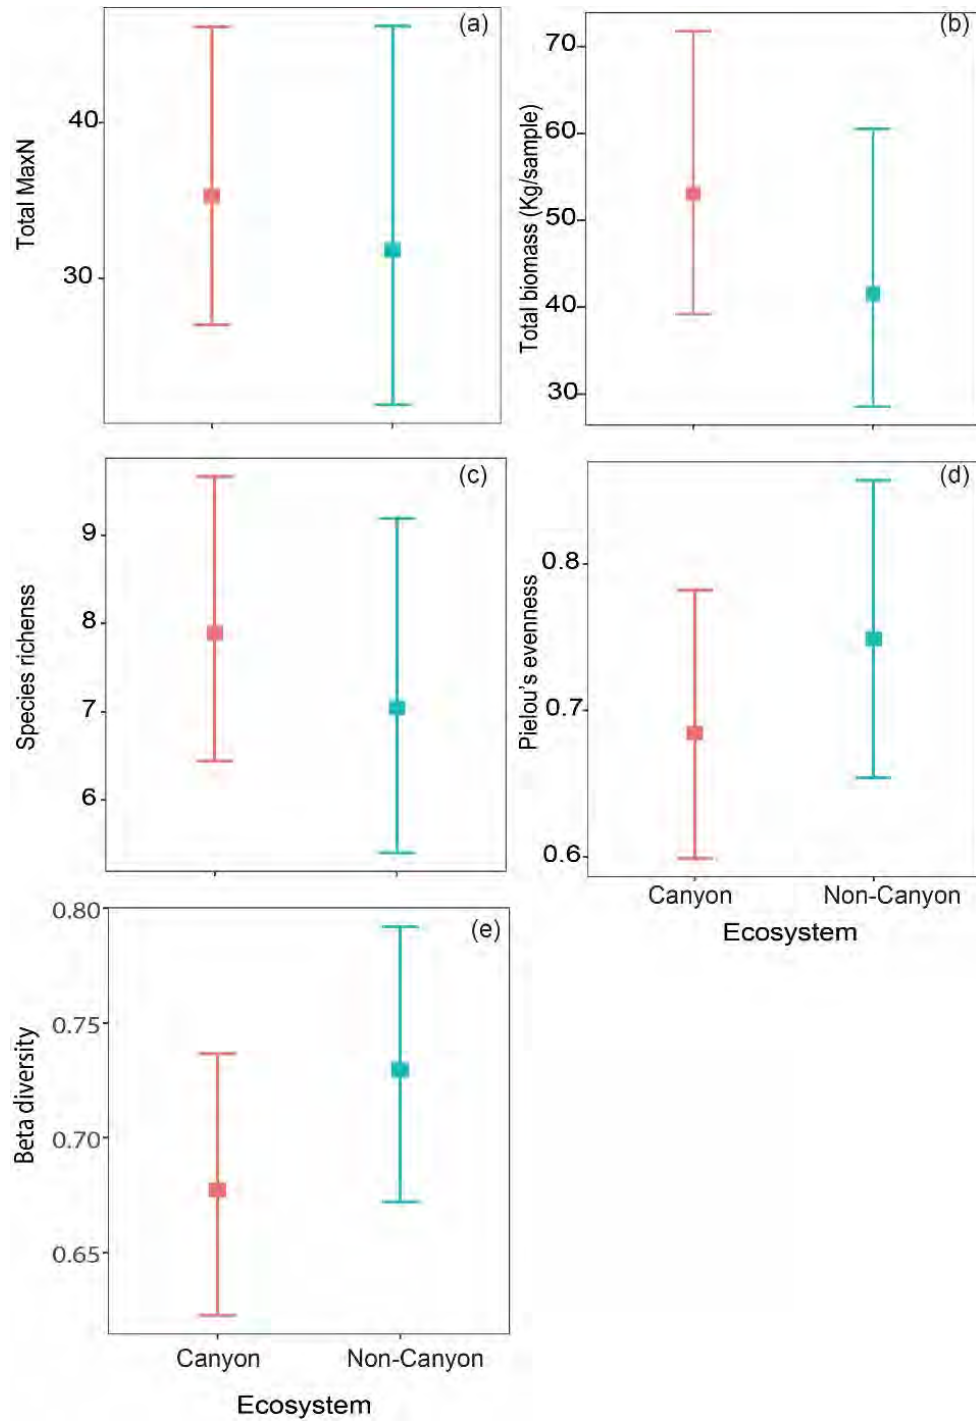 (a)
Total MaxN
40
30
(b)
Total biomass (Kg/sample)
70
60
50
40
30
(c)
Species richenss
9
8
7
6
(d)
Pielou's evenness
0.8
0.7
0.6
Canyon Non-Canyon
Ecosystem
(e)
Beta diversity
0.80
0.75
0.70
0.65
Canyon Non-Canyon
Ecosystem